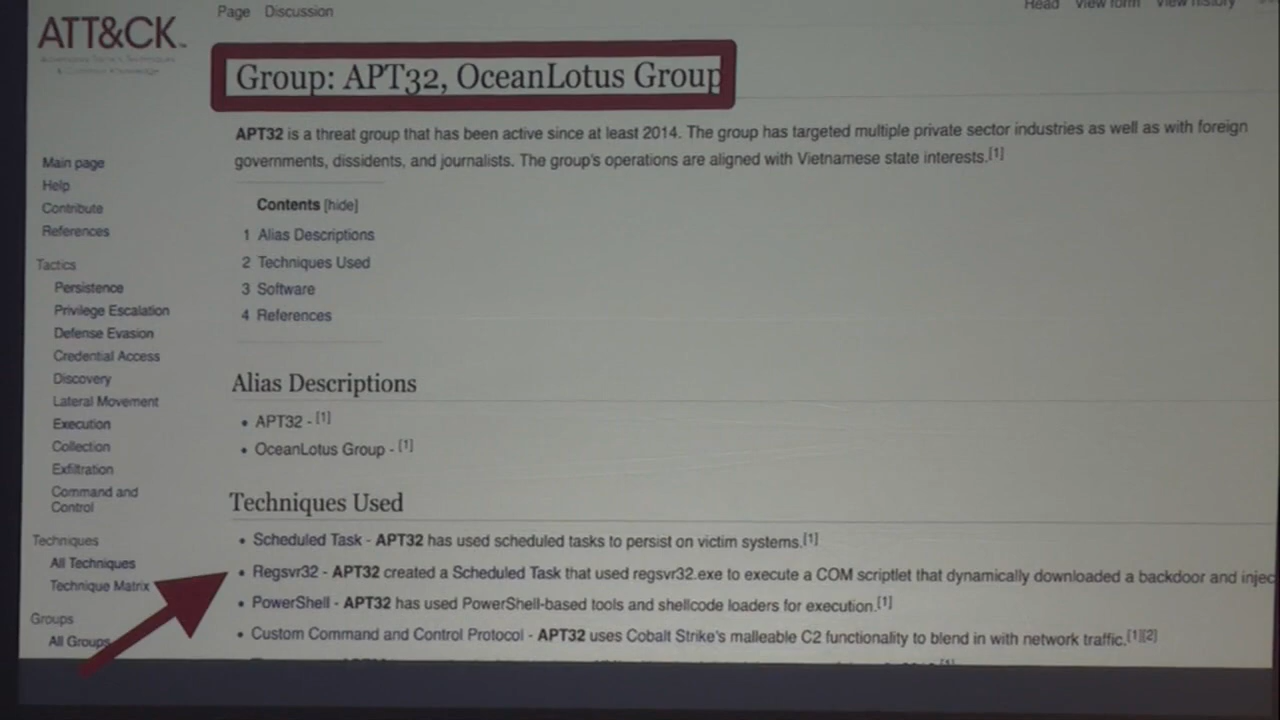 Page Discussion
Head View form View history
ATT&CK™
Group: APT32, OceanLotus Group
APT32 is a threat group that has been active since at least 2014. The group has targeted multiple private sector industries as well as with foreign
governments, dissidents, and journalists. The group's operations are aligned with Vietnamese state interests.[1]
Main page
Help
Contribute
References
Tactics
Persistence
Privilege Escalation
Defense Evasion
Credential Access
Discovery
Lateral Movement
Execution
Collection
Exfiltration
Command and
Control
Techniques
All Techniques
Technique Matrix
Groups
All Groups
Contents [hide]
1 Alias Descriptions
2 Techniques Used
3 Software
4 References
Alias Descriptions
• APT32 - [1]
• OceanLotus Group - [1]
Techniques Used
• Scheduled Task - APT32 has used scheduled tasks to persist on victim systems.[1]
• Regsvr32 - APT32 created a Scheduled Task that used regsvr32.exe to execute a COM scriptlet that dynamically downloaded a backdoor and injec
• PowerShell - APT32 has used PowerShell-based tools and shellcode loaders for execution.[1]
• Custom Command and Control Protocol - APT32 uses Cobalt Strike's malleable C2 functionality to blend in with network traffic.[1][2]